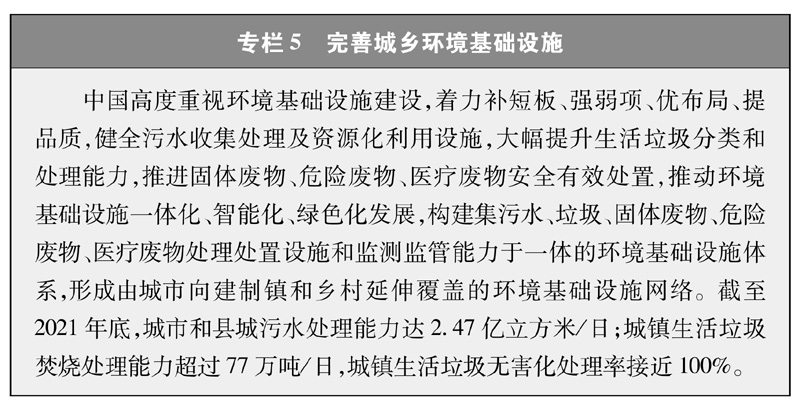 专栏5 完善城乡环境基础设施
中国高度重视环境基础设施建设,着力补短板、强弱项、优布局、提
品质,健全污水收集处理及资源化利用设施,大幅提升生活垃圾分类和
处理能力,推进固体废物、危险废物、医疗废物安全有效处置,推动环境
基础设施一体化、智能化、绿色化发展,构建集污水、垃圾、固体废物、危险
废物、医疗废物处理处置设施和监测监管能力于一体的环境基础设施体
系,形成由城市向建制镇和乡村延伸覆盖的环境基础设施网络。截至
2021年底,城市和县城污水处理能力达2.47亿立方米/日;城镇生活垃圾
焚烧处理能力超过77万吨/日,城镇生活垃圾无害化处理率接近100%。